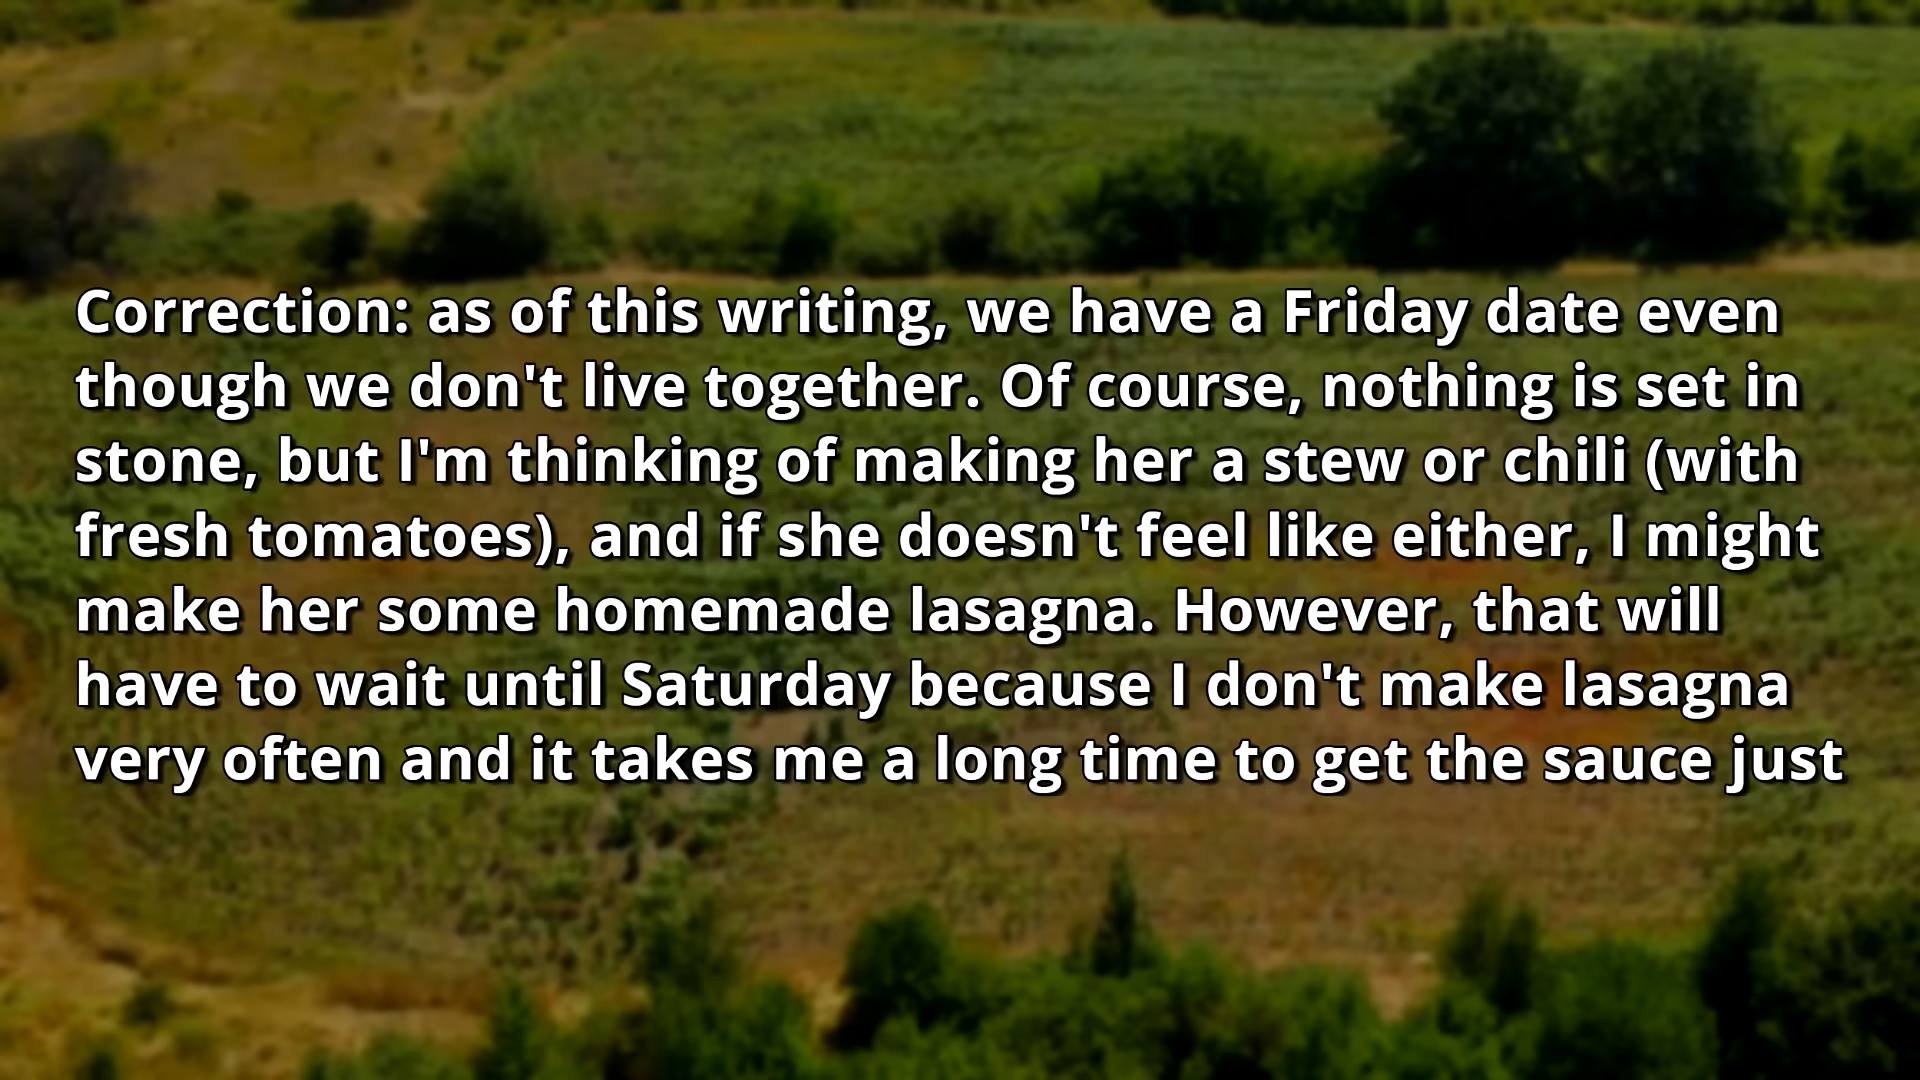 Correction: as of this writing, we have a Friday date even
though we don't live together. Of course, nothing is set in
stone, but I'm thinking of making her a stew or chili (with
fresh tomatoes), and if she doesn't feel like either, I might
make her some homemade lasagna. However, that will
have to wait until Saturday because I don't make lasagna
very often and it takes me a long time to get the sauce just